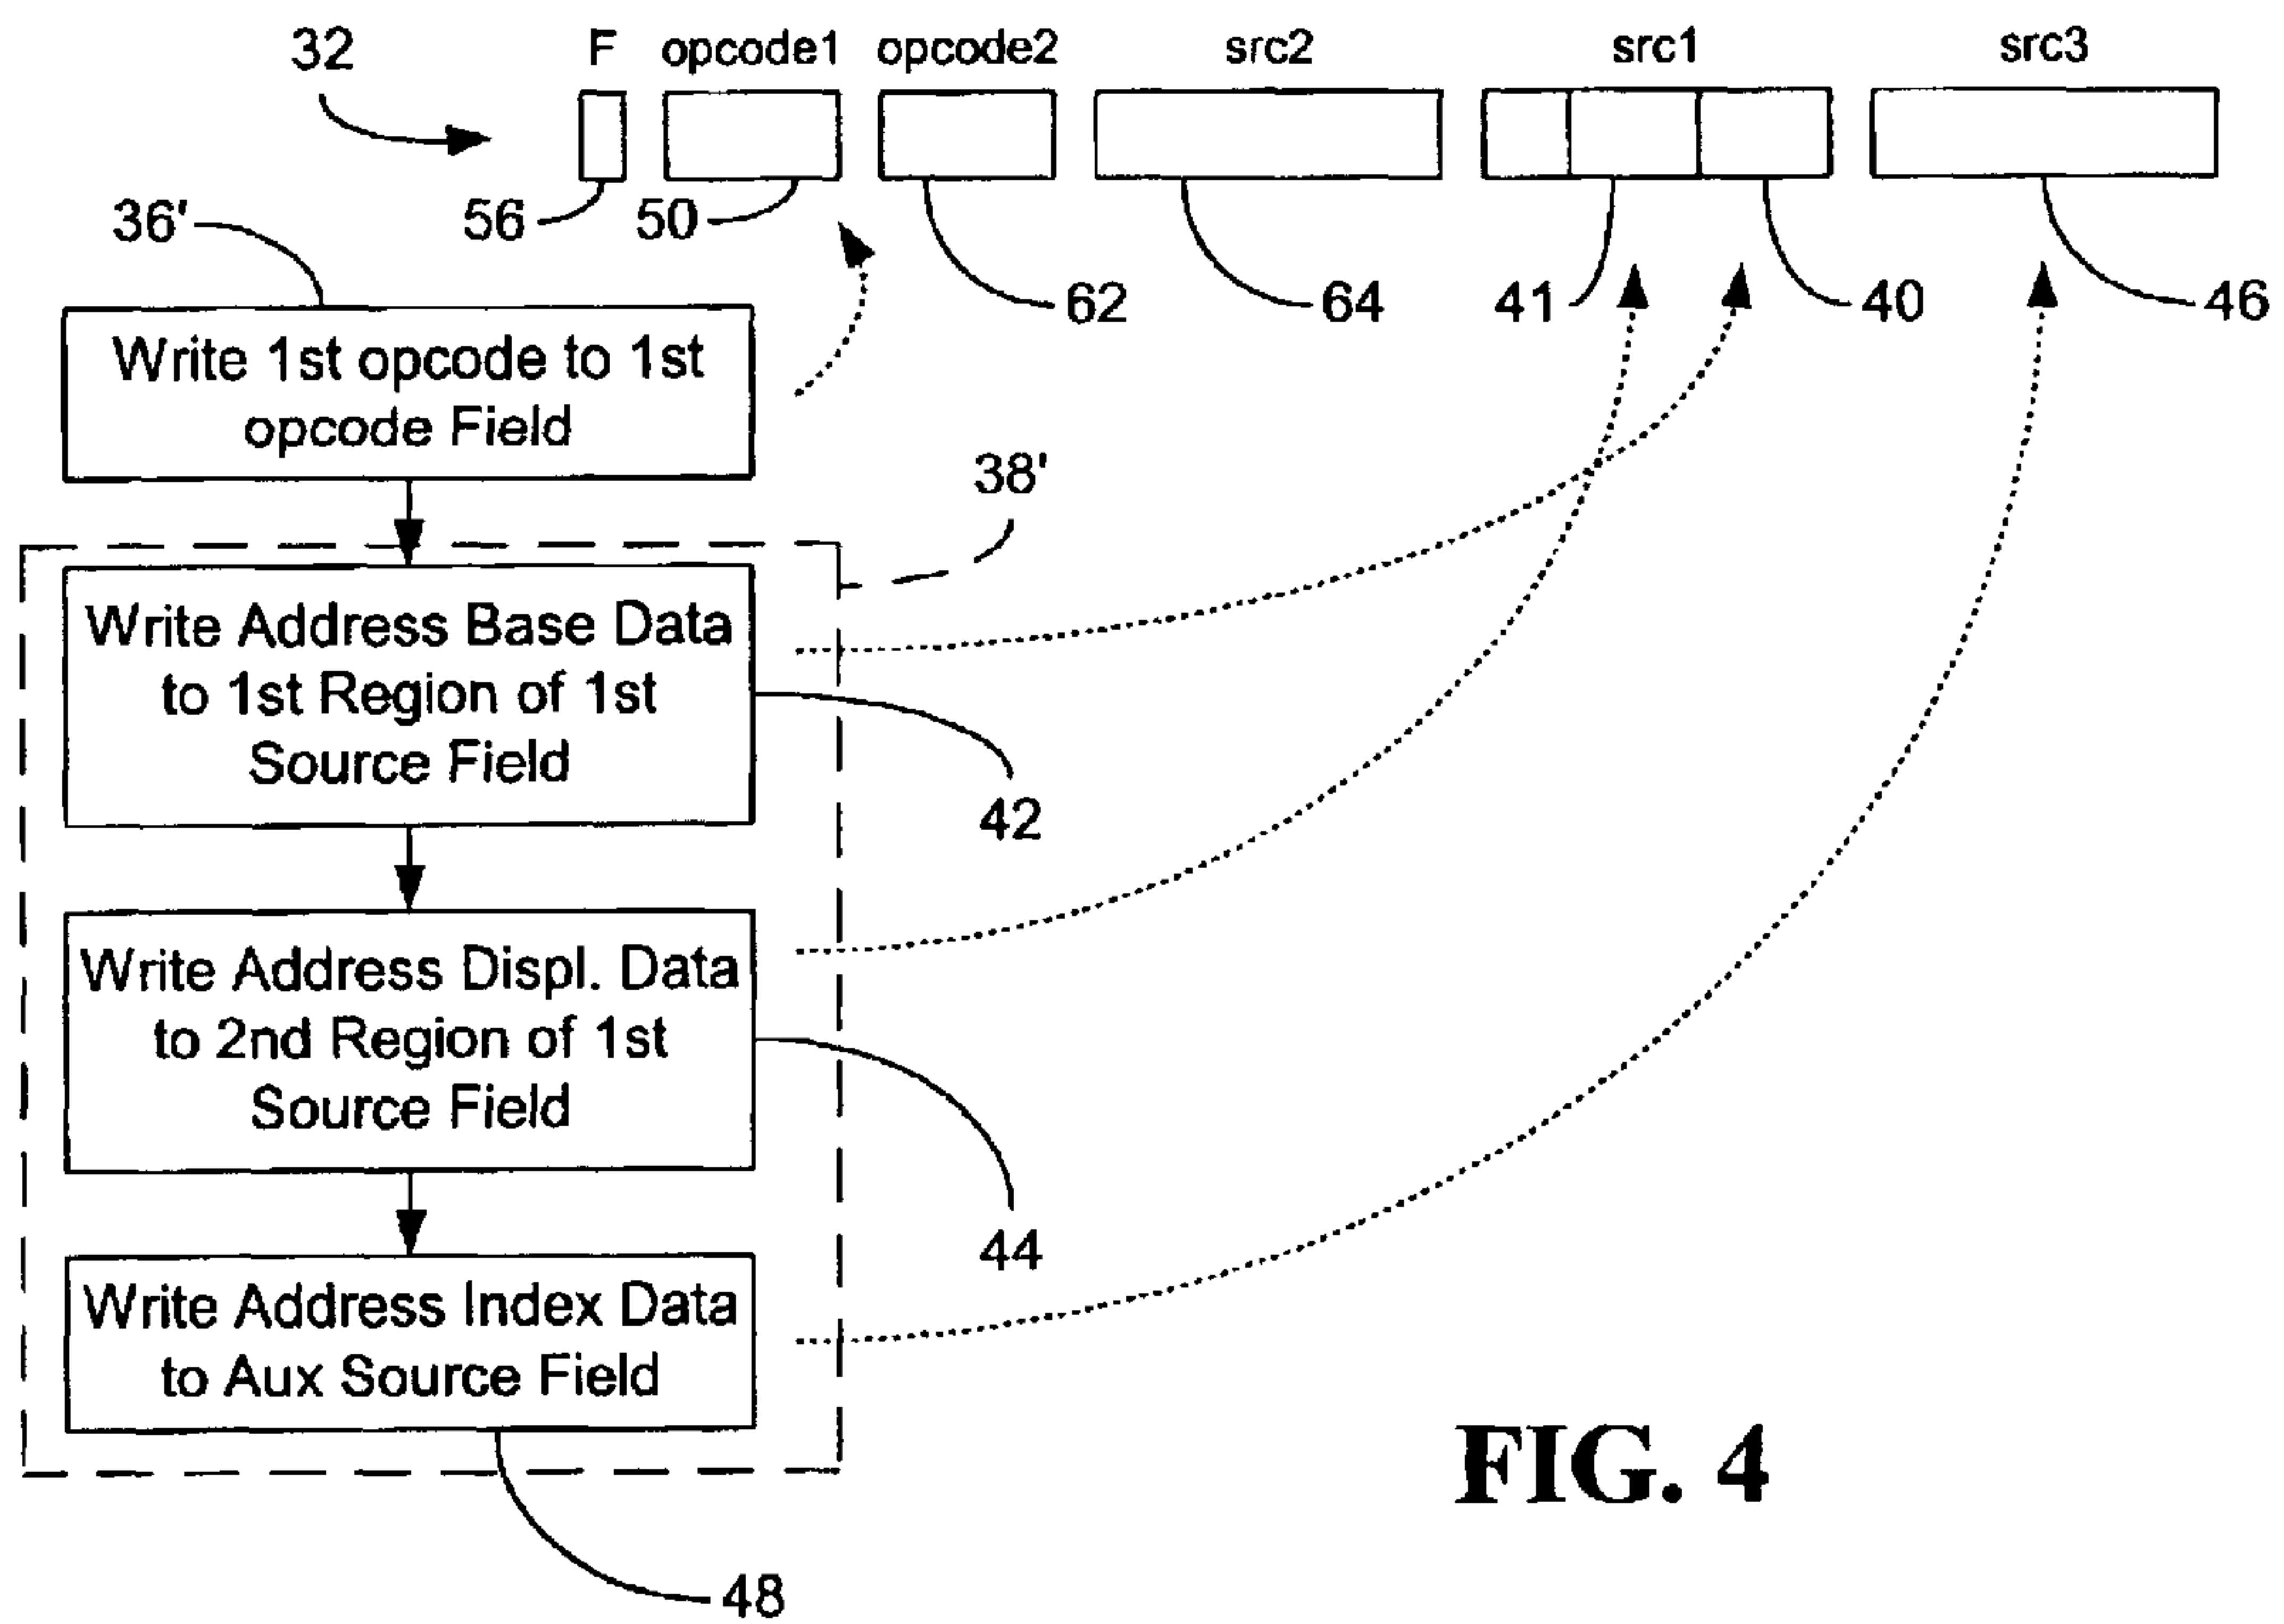 32
F opcode1 opcode2 src2 src1 src3
36' 56 50 62 64 41 40 46
Write 1st opcode to 1st
opcode Field
38'
Write Address Base Data
to 1st Region of 1st
Source Field
42
Write Address Displ. Data
to 2nd Region of 1st
Source Field
44
Write Address Index Data
to Aux Source Field
48
FIG. 4